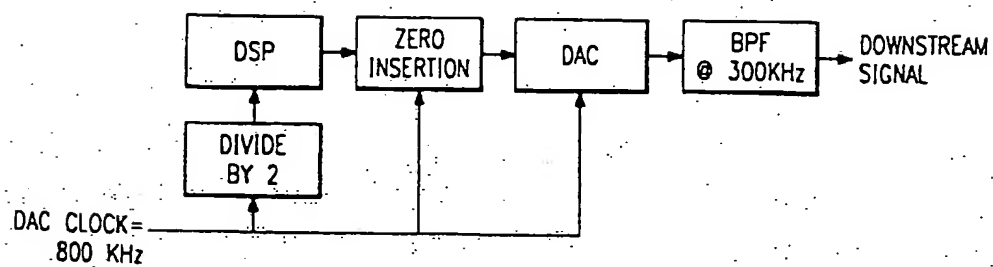 DSP
ZERO
INSERTION
DAC
BPF
@ 300KHz
DOWNSTREAM
SIGNAL
DIVIDE
BY 2
DAC CLOCK=
800 KHz